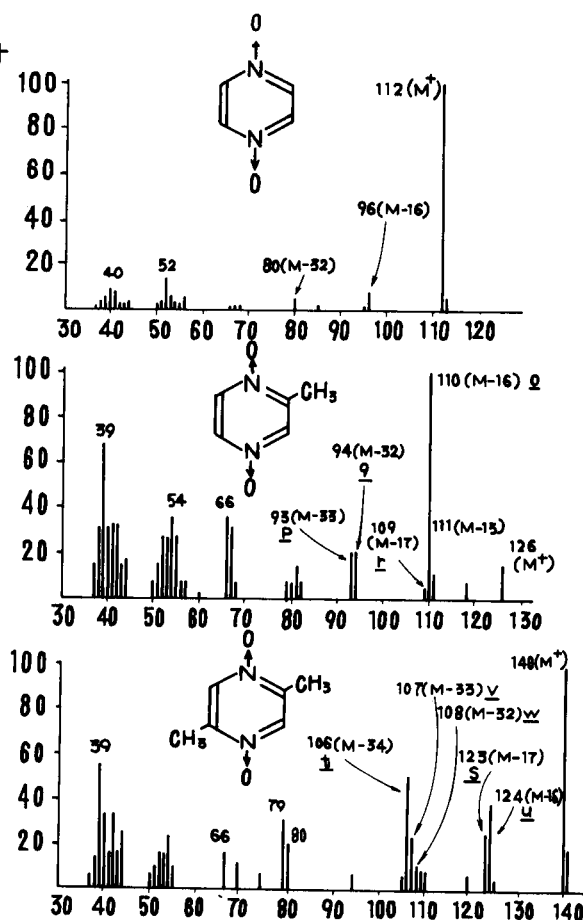 +
O
N
N
O
100
80
60
40
20
112 (M+)
96 (M-16)
80 (M-32)
40
52
30 40 50 60 70 80 90 100 110 120
O
N
CH3
N
O
100
80
60
40
20
39
54
66
110 (M-16) o
94 (M-32)
q
93 (M-33)
p
109
(M-17)
r
111 (M-15)
126
(M+)
30 40 50 60 70 80 90 100 110 120 130
O
N
CH3
CH3
N
O
100
80
60
40
20
140 (M+)
107 (M-33) v
108 (M-32) w
106 (M-34)
t
123 (M-17)
s
124 (M-16)
u
39
66
79
80
30 40 50 60 70 80 90 100 110 120 130 140